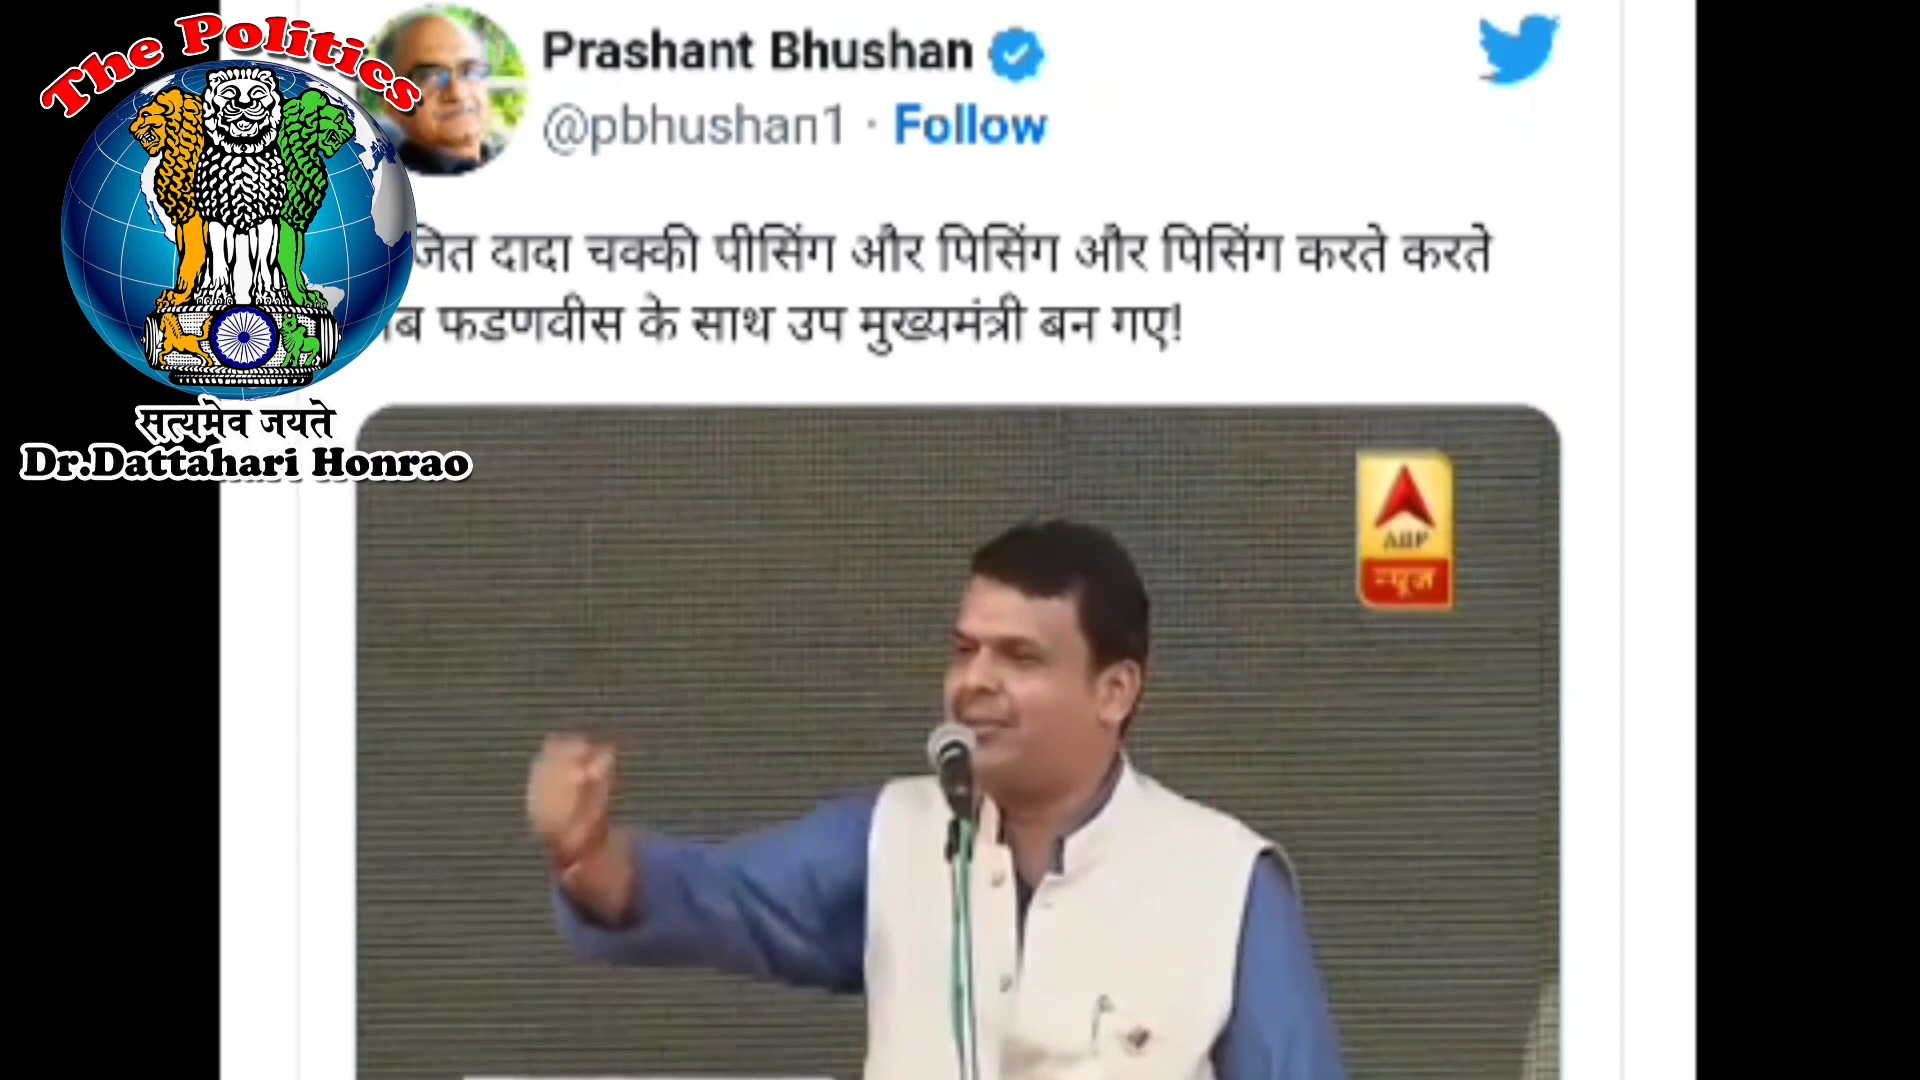 The Politics
सत्यमेव जयते
Dr.Dattahari Honrao
Prashant Bhushan
@pbhushan1 · Follow
दादा चक्की पीसिंग और पिसिंग और पिसिंग करते करते
फडणवीस के साथ उप मुख्यमंत्री बन गए!
ABP
न्यूज़